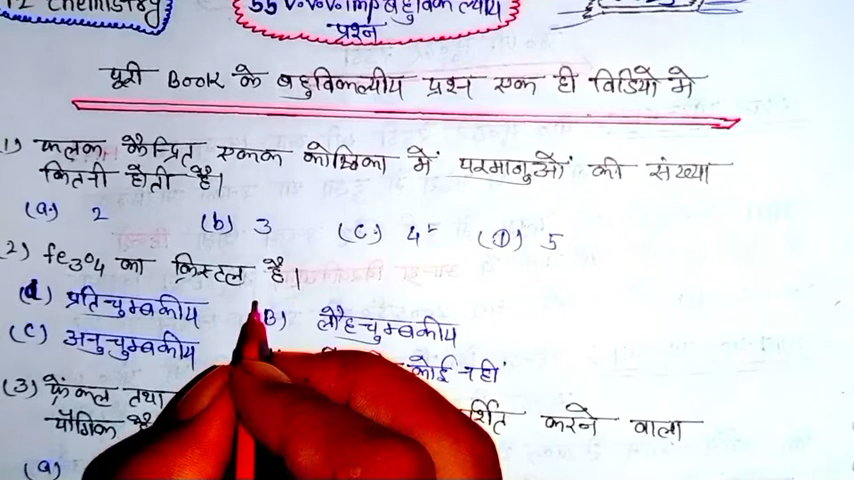 12 Chemistry
55 V.V.V.Imp बहुविकल्पीय
प्रश्न
पूरी Book के बहुविकल्पीय प्रश्न एक ही विडियो मे
1) फलक केन्द्रित एकक कोष्ठिका में परमाणुओं की संख्या
कितनी होती है।
(a) 2 (b) 3 (C) 4 (D) 5
2) fe3O4 का क्रिस्टल है।
(a) प्रतिचुम्बकीय B) लौहचुम्बकीय
(C) अनुचुम्बकीय कोई नही
(3) फ्रेंकल तथा
यौगिक है करने वाला
(a)